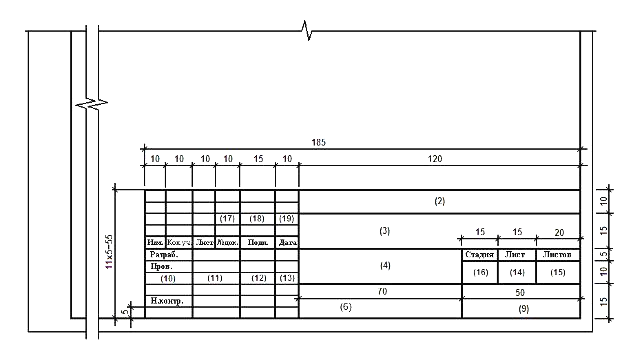 185
10 10 10 10 15 10 120
(2) 10
(17) (18) (19)
(3) 15 15 20 15
Изм. Кол.уч. Лист №док. Подп. Дата
11x5=55
Разраб. Стадия Лист Листов 5
Пров. (4) (16) (14) (15) 10
(10) (11) (12) (13)
70 50
Н.контр. 15
5 (6) (9)